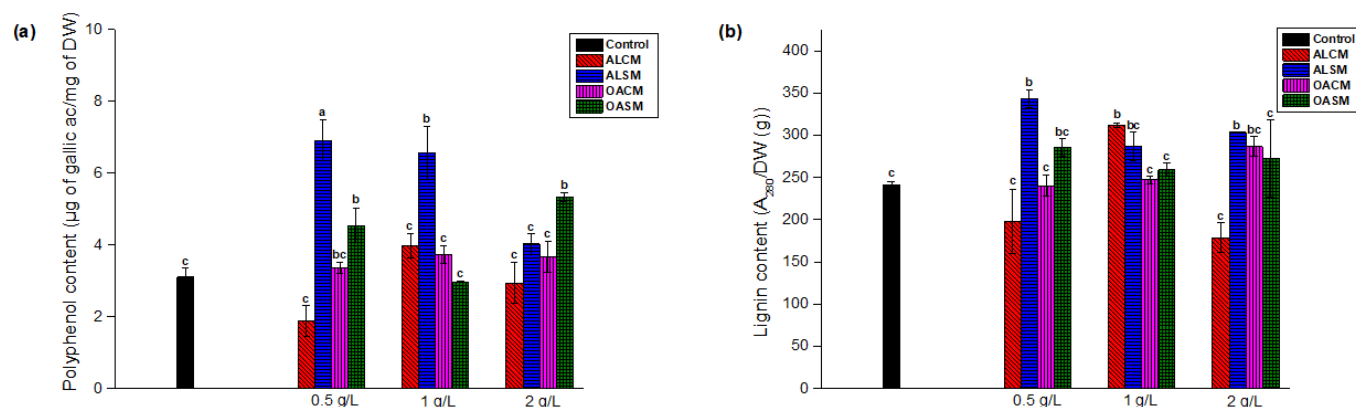 (a)
Polyphenol content (µg of gallic ac/mg of DW)
10
8
6
4
2
0
Control
ALCM
ALSM
OACM
OASM
c
c
a
bc
b
c
b
c
c
c
c
c
b
0.5 g/L
1 g/L
2 g/L
(b)
Lignin content (A280/DW (g))
400
350
300
250
200
150
100
50
0
Control
ALCM
ALSM
OACM
OASM
c
c
b
c
bc
b
bc
c
c
c
b
bc
c
0.5 g/L
1 g/L
2 g/L